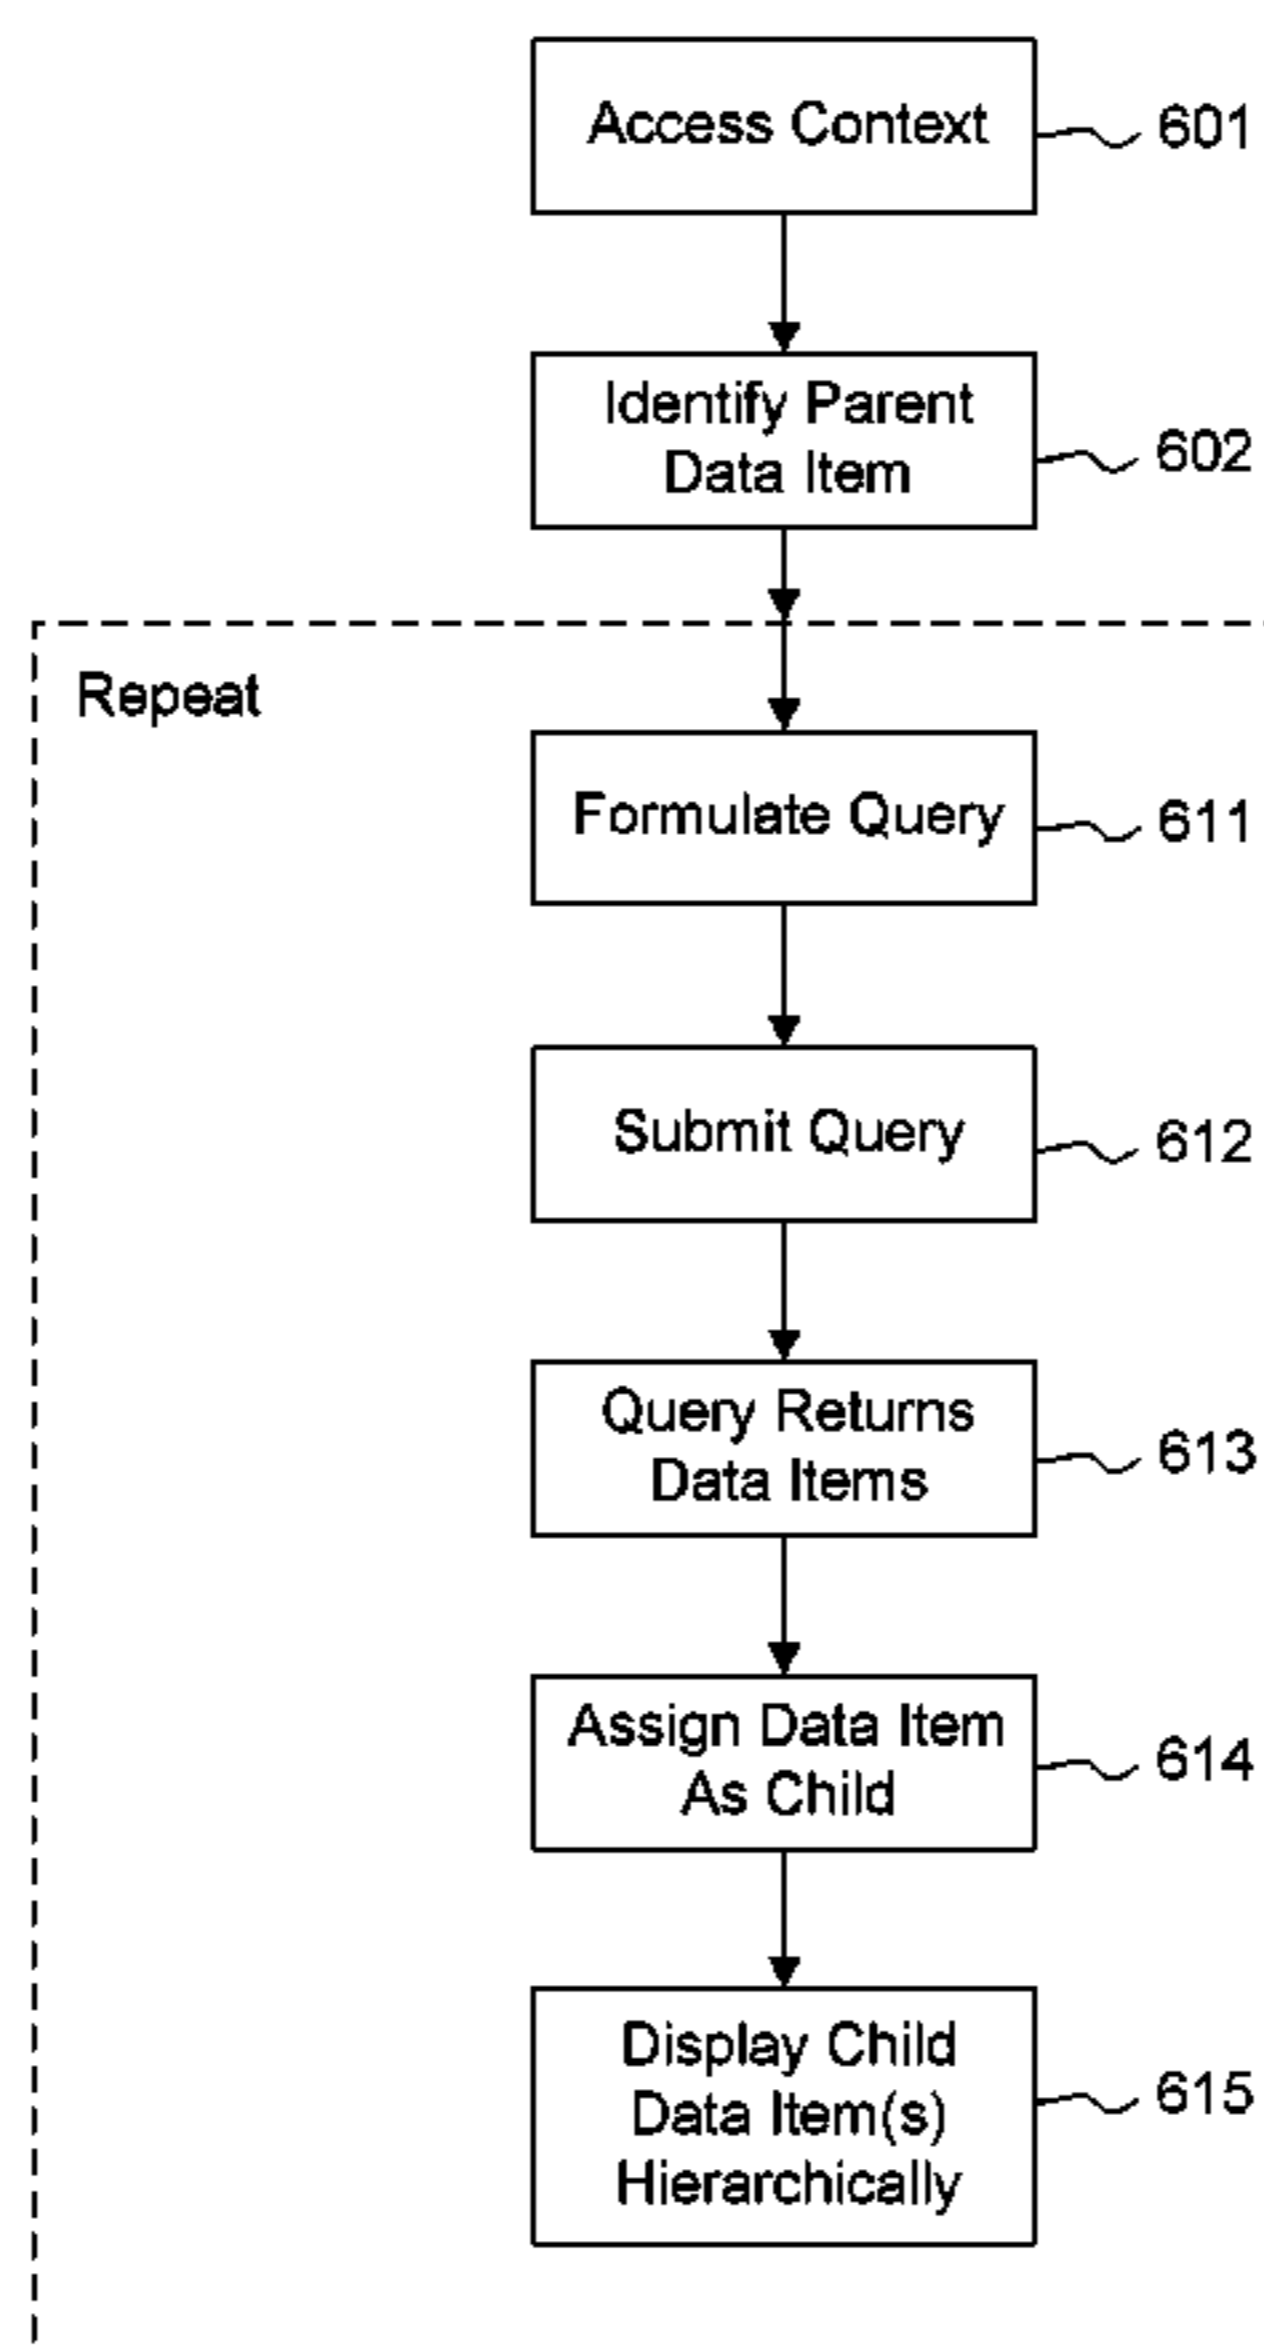 Access Context
601
Identify Parent
Data Item
602
Repeat
Formulate Query
611
Submit Query
612
Query Returns
Data Items
613
Assign Data Item
As Child
614
Display Child
Data Item(s)
Hierarchically
615